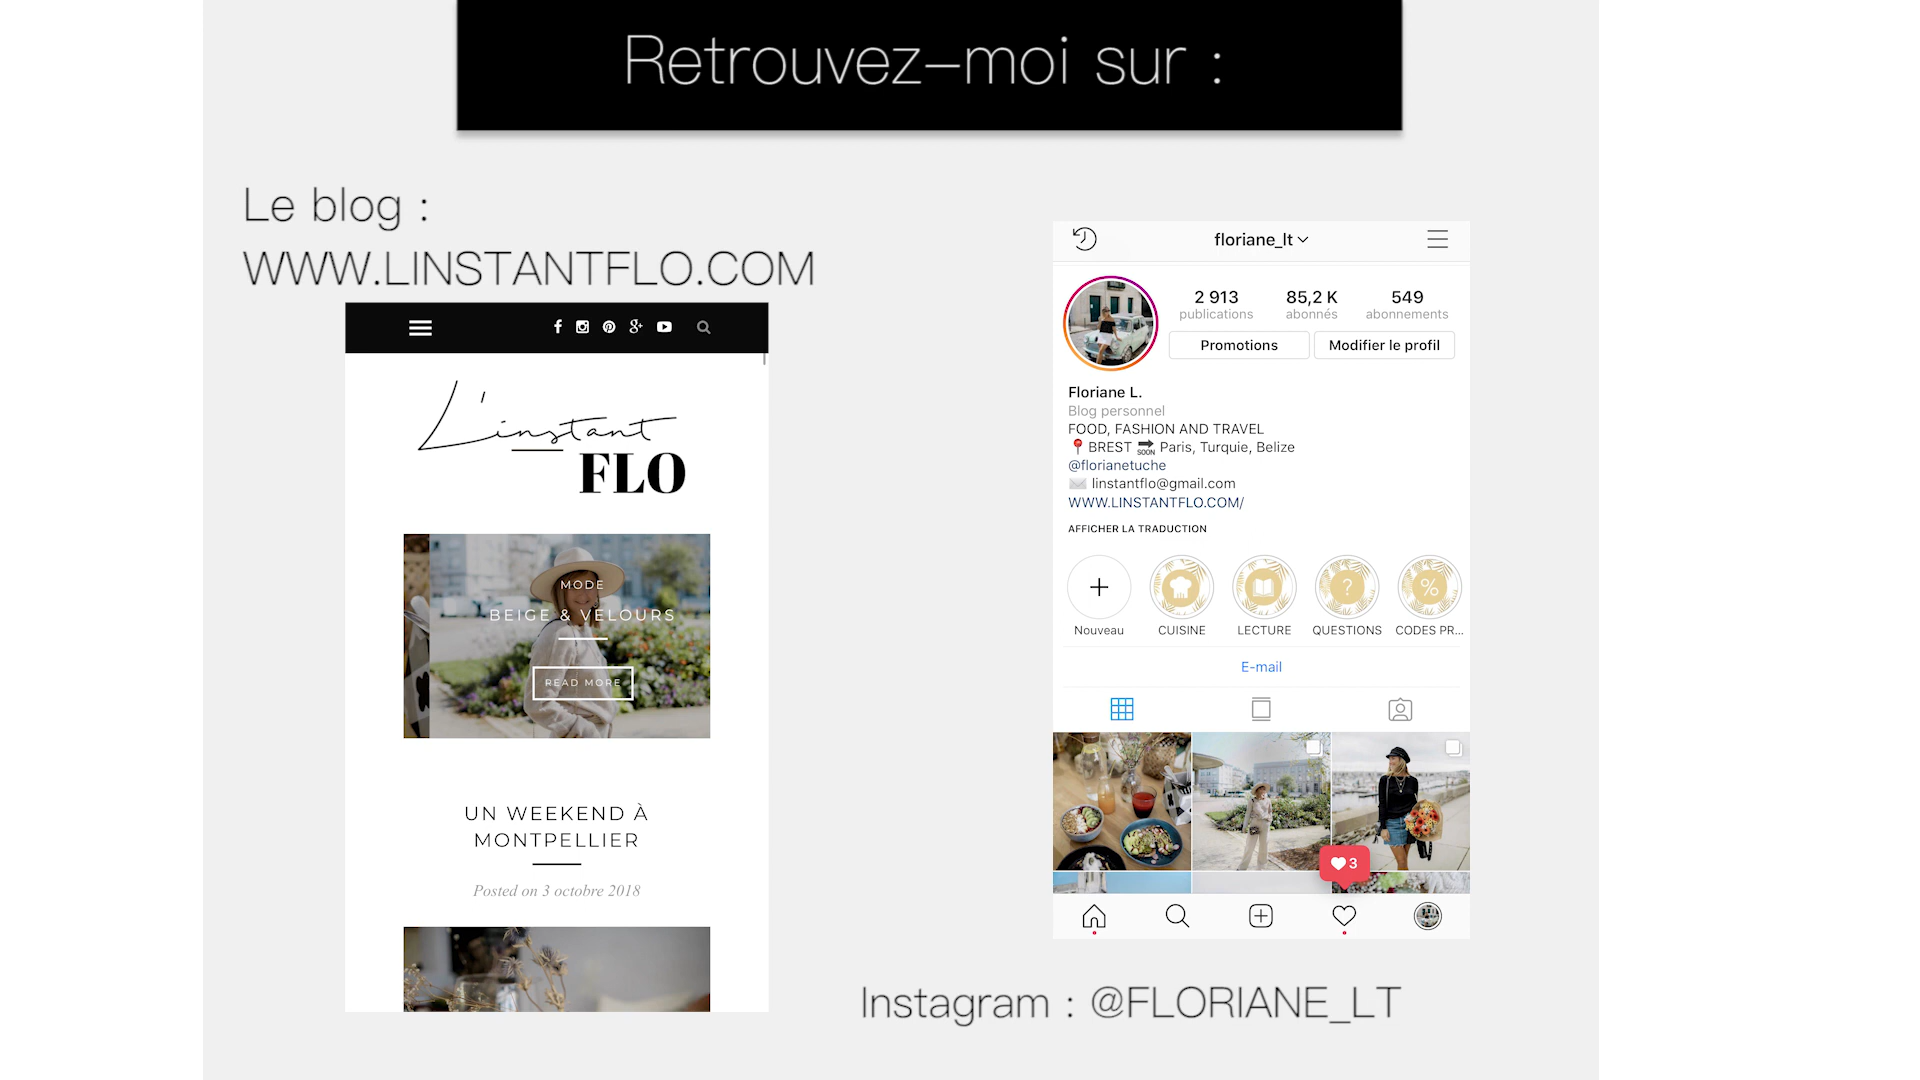 Retrouvez-moi sur :
Le blog :
WWW.LINSTANTFLO.COM
L'instant
FLO
MODE
BEIGE & VELOURS
READ MORE
UN WEEKEND À
MONTPELLIER
Posted on 3 octobre 2018
floriane_lt
2 913 85,2 K 549
publications abonnés abonnements
Promotions Modifier le profil
Floriane L.
Blog personnel
FOOD, FASHION AND TRAVEL
📍BREST 🔜 Paris, Turquie, Belize
@florianetuche
✉️ linstantflo@gmail.com
WWW.LINSTANTFLO.COM/
AFFICHER LA TRADUCTION
Nouveau CUISINE LECTURE QUESTIONS CODES PR...
E-mail
3
Instagram : @FLORIANE_LT